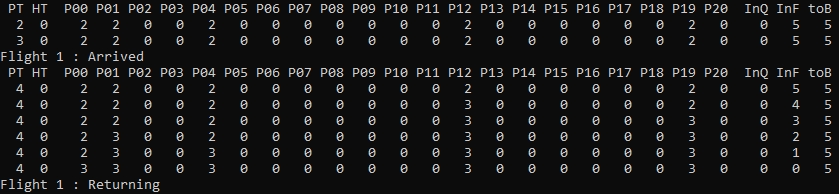 PT HT P00 P01 P02 P03 P04 P05 P06 P07 P08 P09 P10 P11 P12 P13 P14 P15 P16 P17 P18 P19 P20 InQ InF toB
2 0 2 2 0 0 2 0 0 0 0 0 0 0 2 0 0 0 0 0 0 2 0 0 5 5
3 0 2 2 0 0 2 0 0 0 0 0 0 0 2 0 0 0 0 0 0 2 0 0 5 5
Flight 1 : Arrived
PT HT P00 P01 P02 P03 P04 P05 P06 P07 P08 P09 P10 P11 P12 P13 P14 P15 P16 P17 P18 P19 P20 InQ InF toB
4 0 2 2 0 0 2 0 0 0 0 0 0 0 2 0 0 0 0 0 0 2 0 0 5 5
4 0 2 2 0 0 2 0 0 0 0 0 0 0 3 0 0 0 0 0 0 2 0 0 4 5
4 0 2 2 0 0 2 0 0 0 0 0 0 0 3 0 0 0 0 0 0 3 0 0 3 5
4 0 2 3 0 0 2 0 0 0 0 0 0 0 3 0 0 0 0 0 0 3 0 0 2 5
4 0 2 3 0 0 3 0 0 0 0 0 0 0 3 0 0 0 0 0 0 3 0 0 1 5
4 0 3 3 0 0 3 0 0 0 0 0 0 0 3 0 0 0 0 0 0 3 0 0 0 5
Flight 1 : Returning